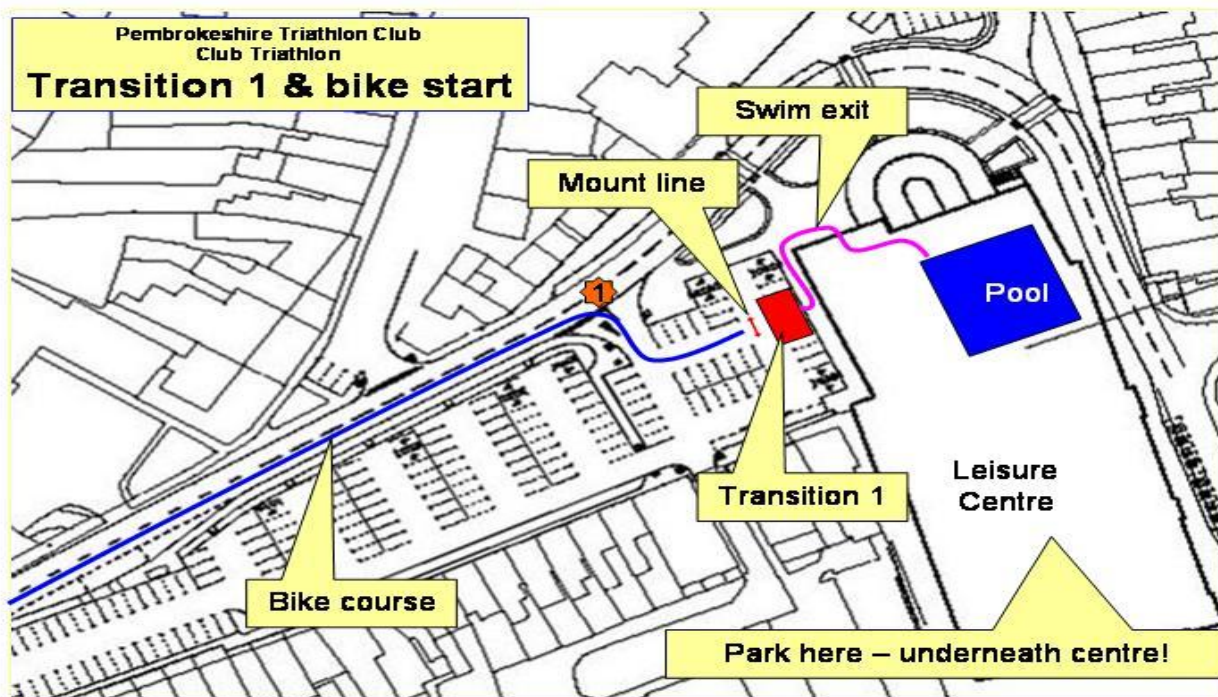 Pembrokeshire Triathlon Club
Club Triathlon
Transition 1 & bike start
Swim exit
Mount line
1
Pool
Transition 1
Leisure
Centre
Bike course
Park here – underneath centre!